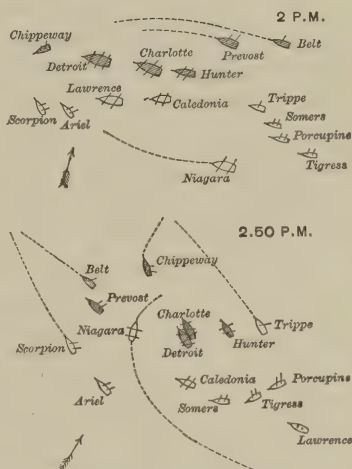 2 P.M.
Chippeway
Belt
Prevost
Charlotte
Detroit
Hunter
Lawrence
Caledonia
Trippe
Scorpion
Ariel
Somers
Porcupine
Tigress
Niagara
2.50 P.M.
Chippeway
Belt
Prevost
Charlotte
Niagara
Trippe
Hunter
Scorpion
Detroit
Caledonia
Porcupine
Ariel
Somers
Tigress
Lawrence